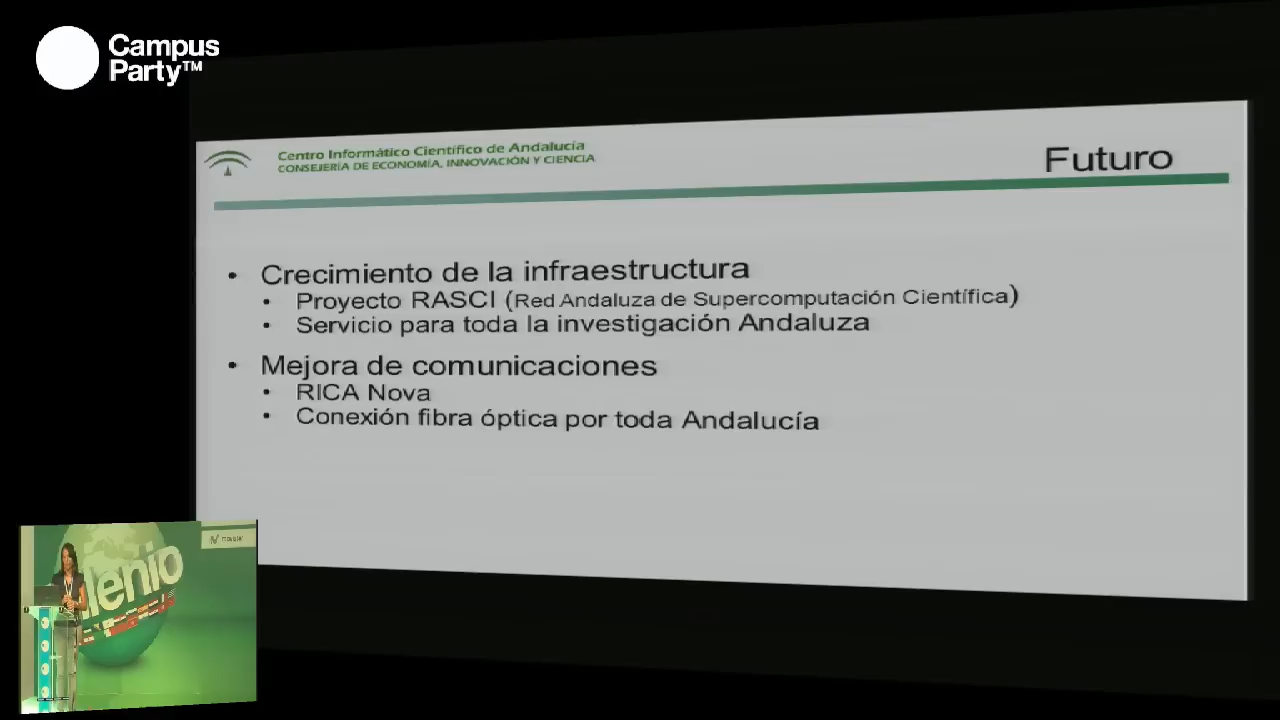 Campus
Party™
Centro Informático Científico de Andalucía
CONSEJERÍA DE ECONOMÍA, INNOVACIÓN Y CIENCIA
Futuro
• Crecimiento de la infraestructura
• Proyecto RASCI (Red Andaluza de Supercomputación Científica)
• Servicio para toda la investigación Andaluza
• Mejora de comunicaciones
• RICA Nova
• Conexión fibra óptica por toda Andalucía
lenio